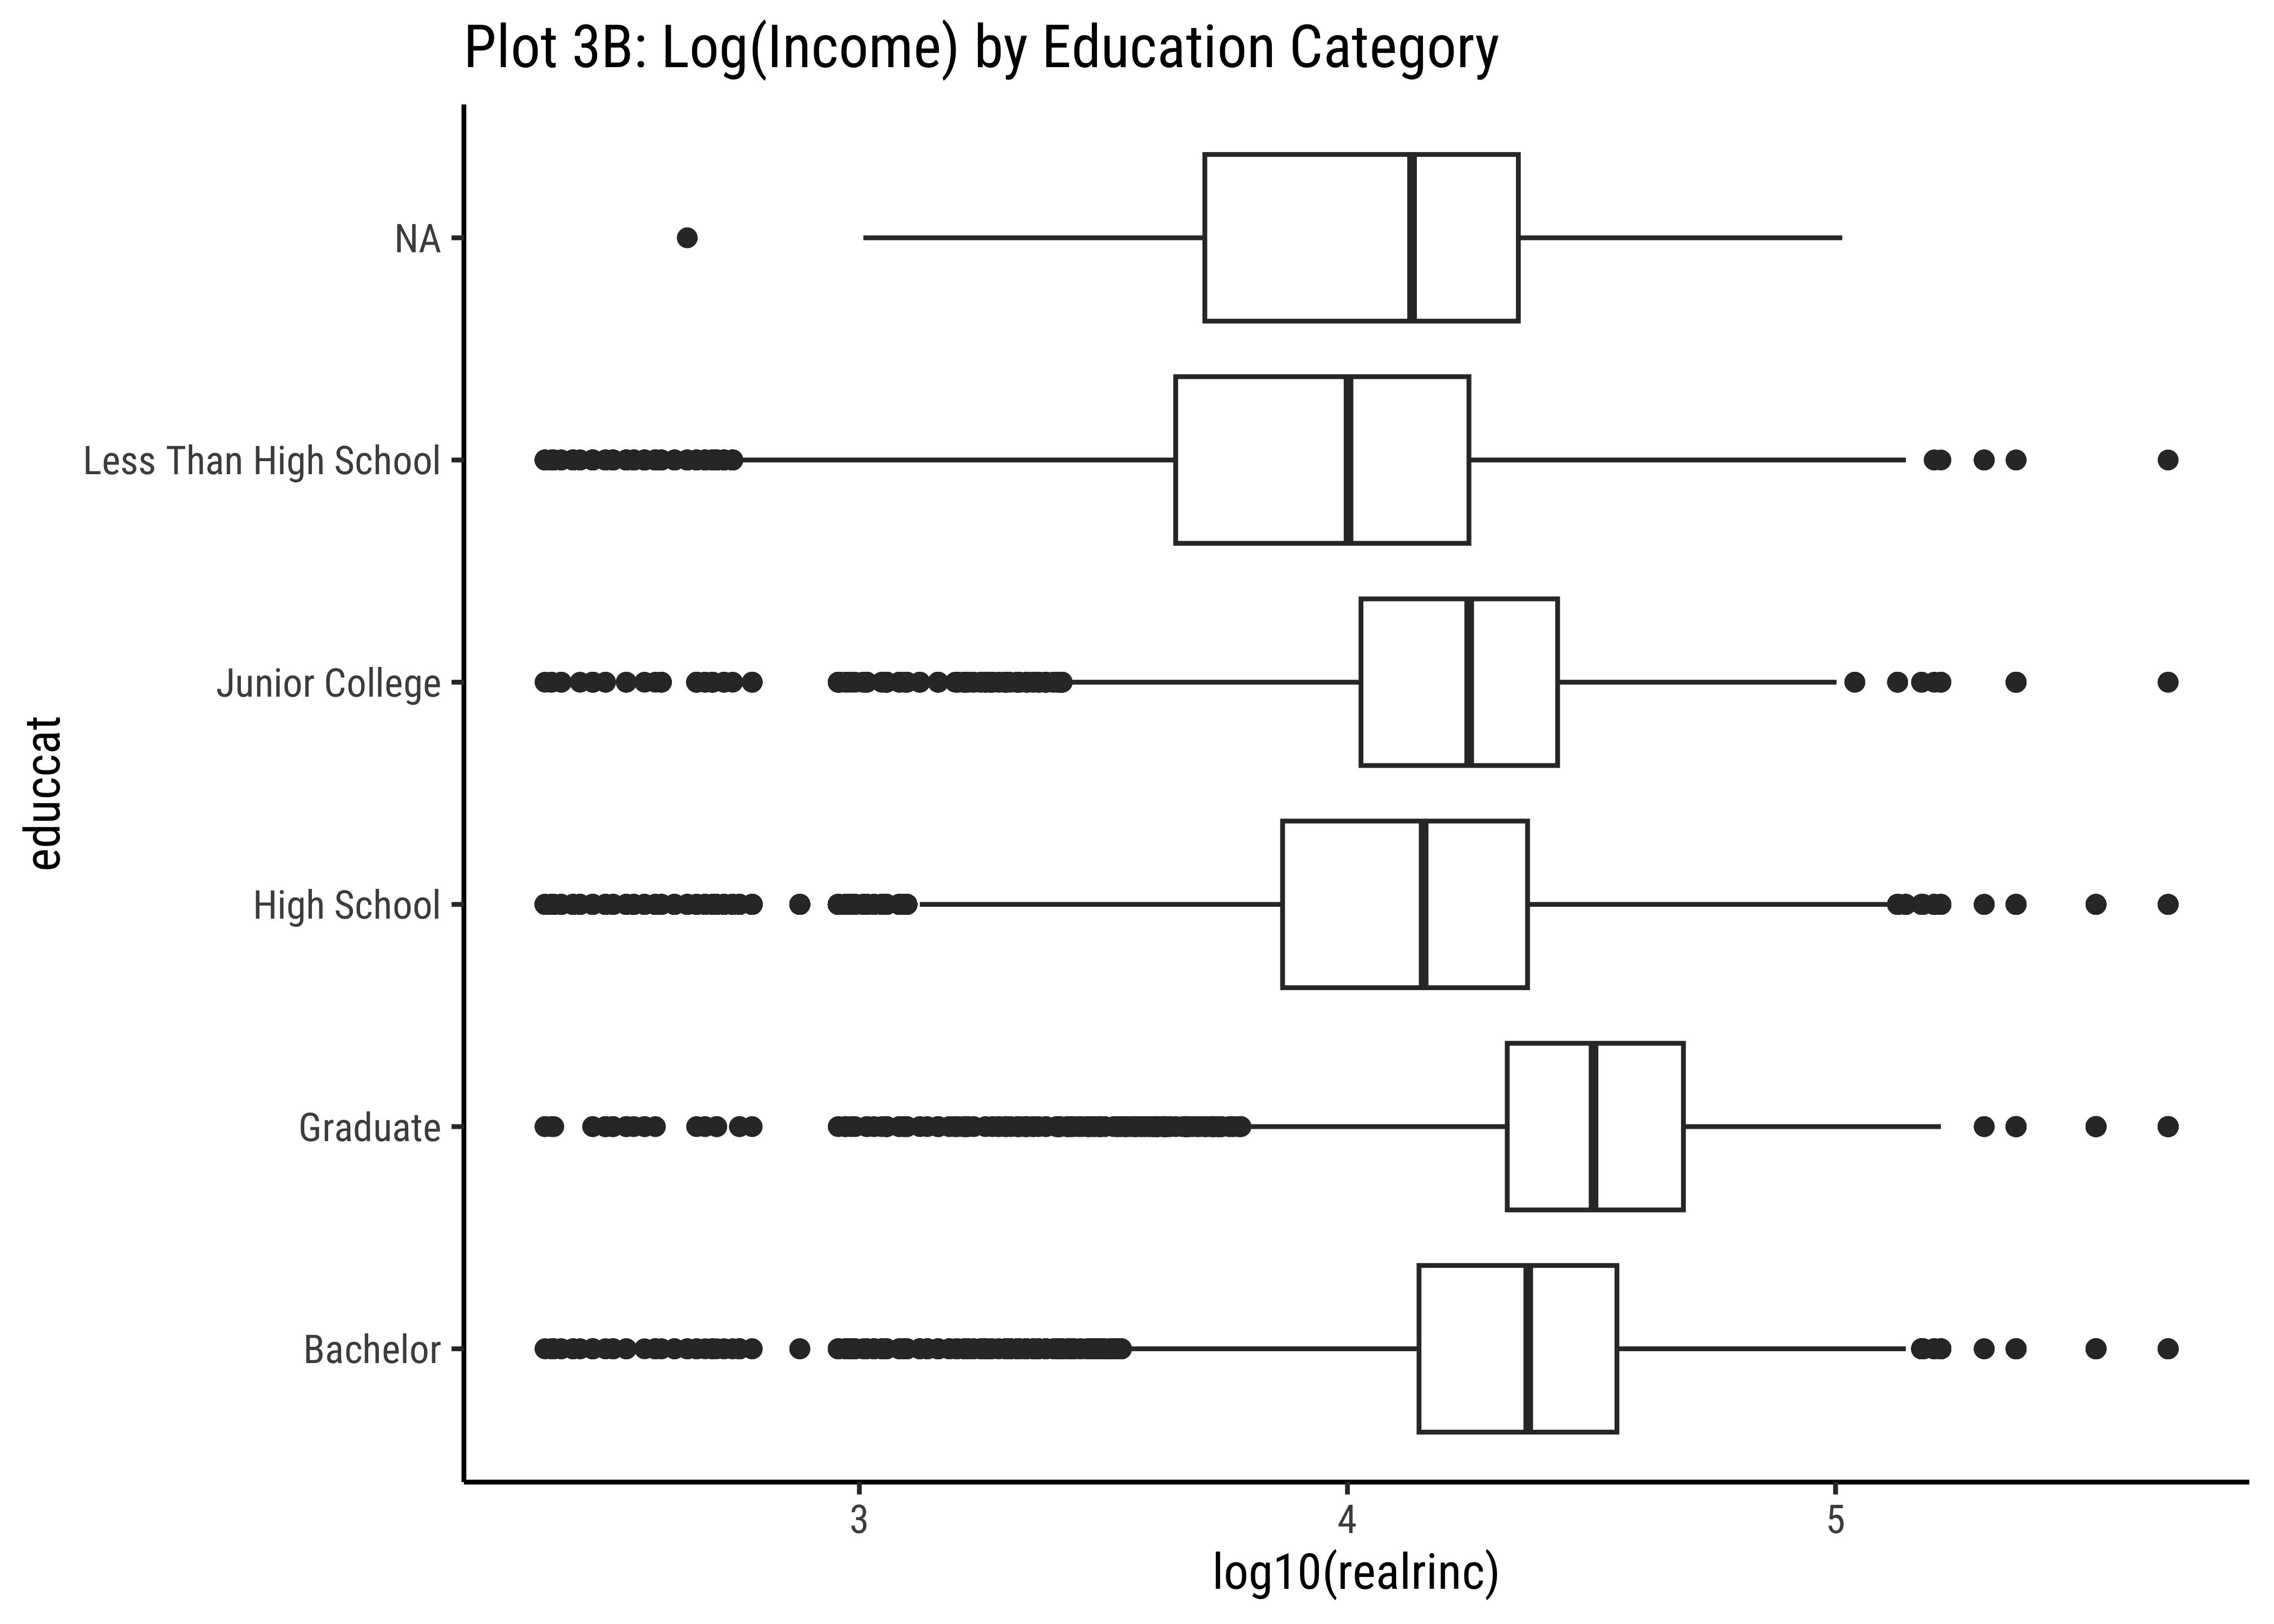 Plot 3B: Log(Income) by Education Category
NA
Less Than High School
Junior College
High School
Graduate
Bachelor
educcat
3
4
5
log10(realrinc)